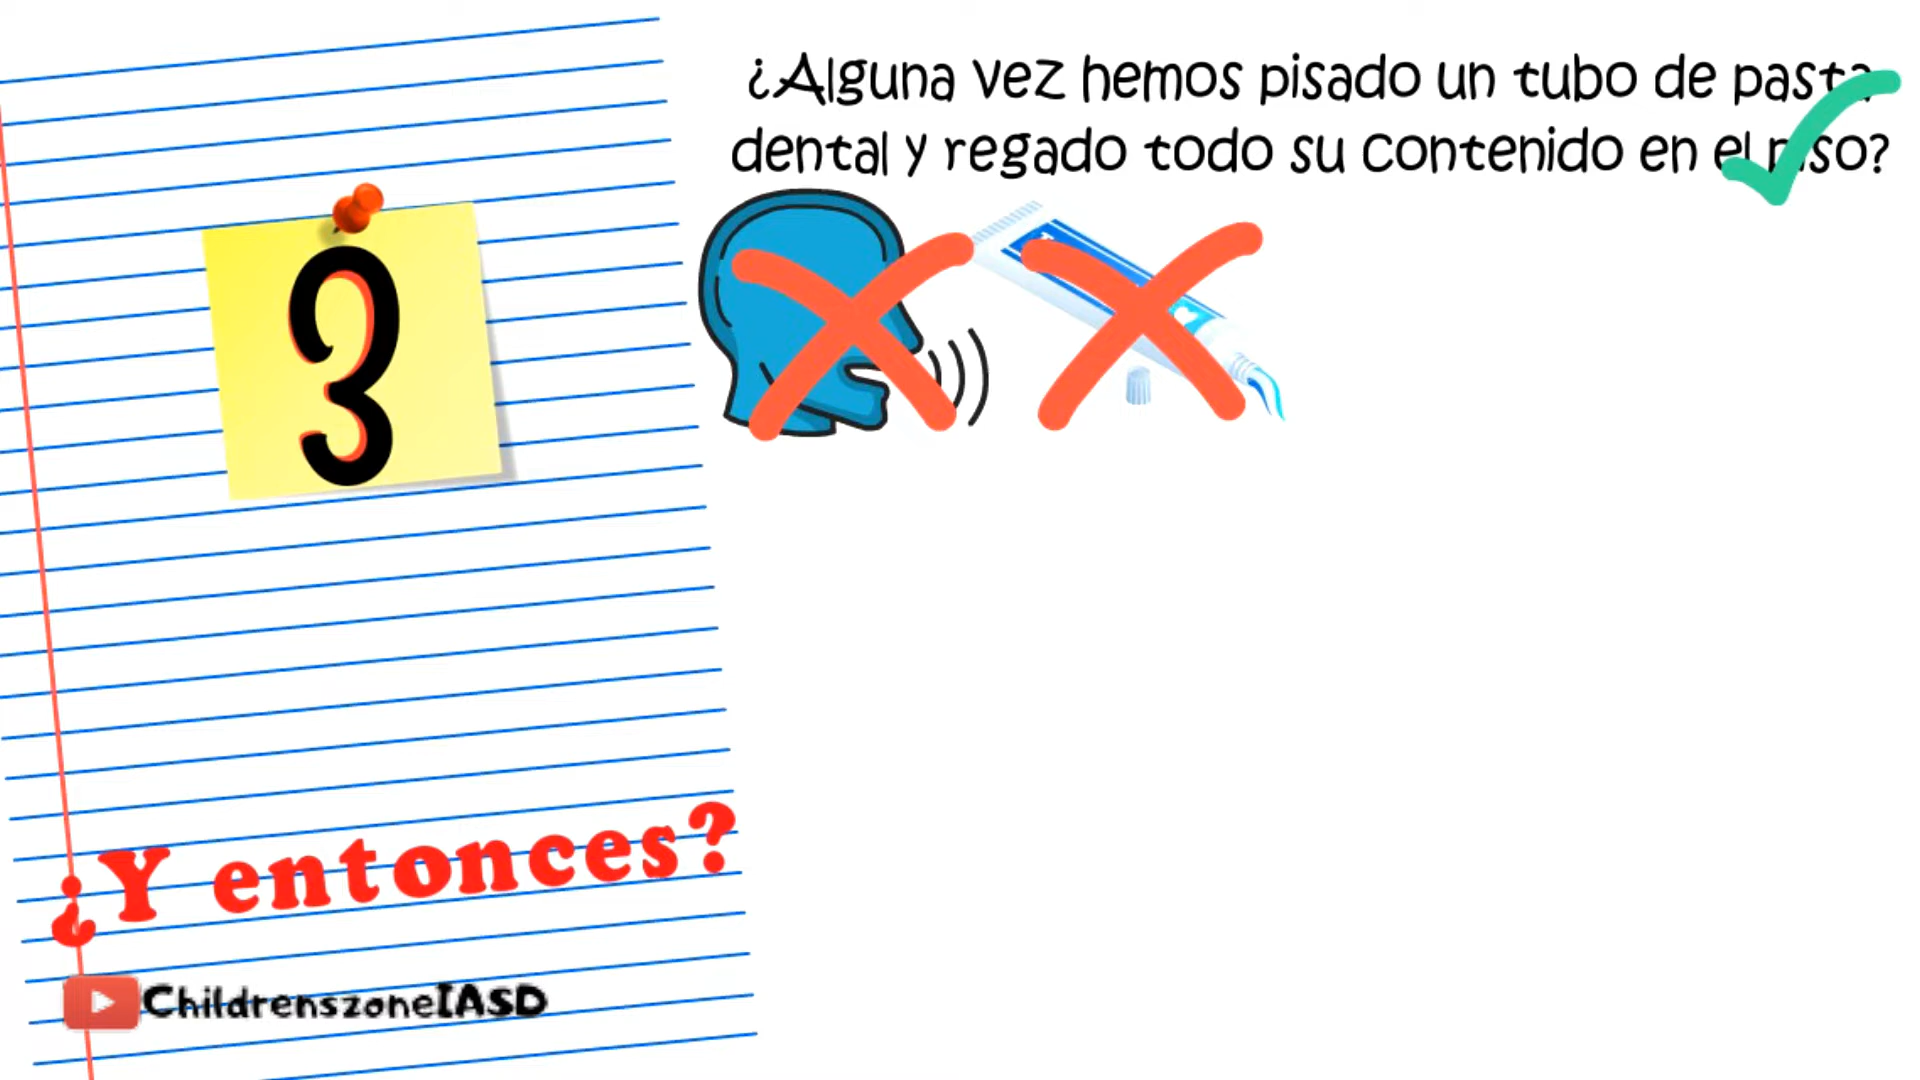 ¿Alguna vez hemos pisado un tubo de pasta
dental y regado todo su contenido en el piso?
3
¿Y entonces?
ChildrenszoneIASD